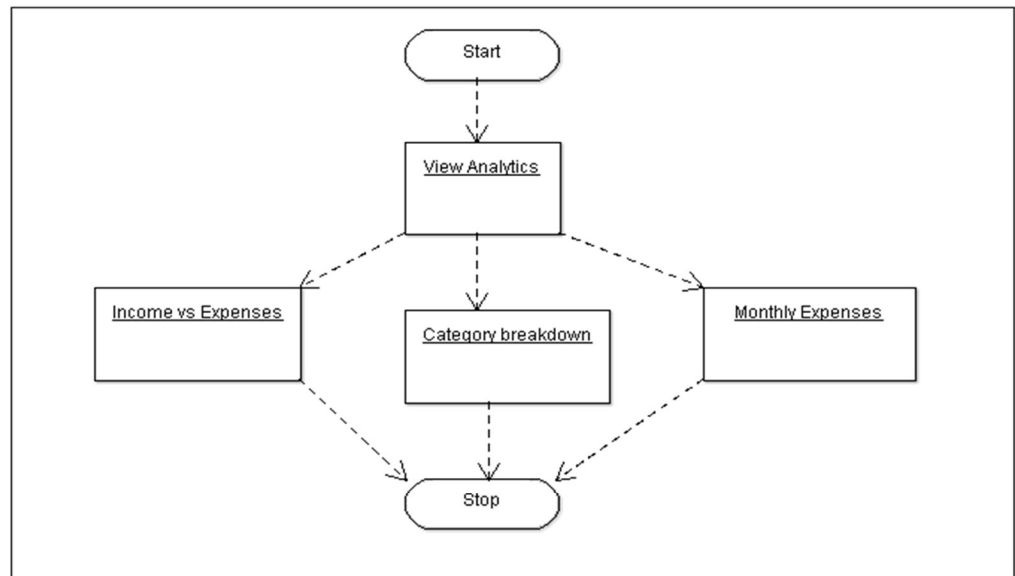 Start
View Analytics
Income vs Expenses
Category breakdown
Monthly Expenses
Stop